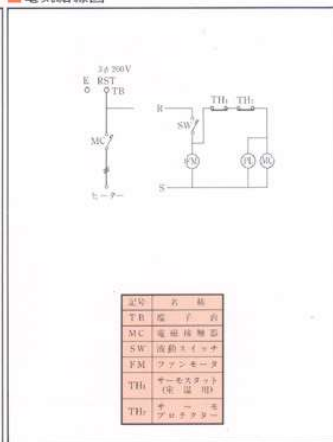 3φ 200V
E RST
TB
MC
ヒーター
R
SW
TH₁ TH₂
FM
PL
MC
S
記号 名称
TB 端子台
MC 電磁接触器
SW 始動スイッチ
FM ファンモータ
TH₁ サーモスタット
(室温用)
TH₂ サーモ
プロテクター